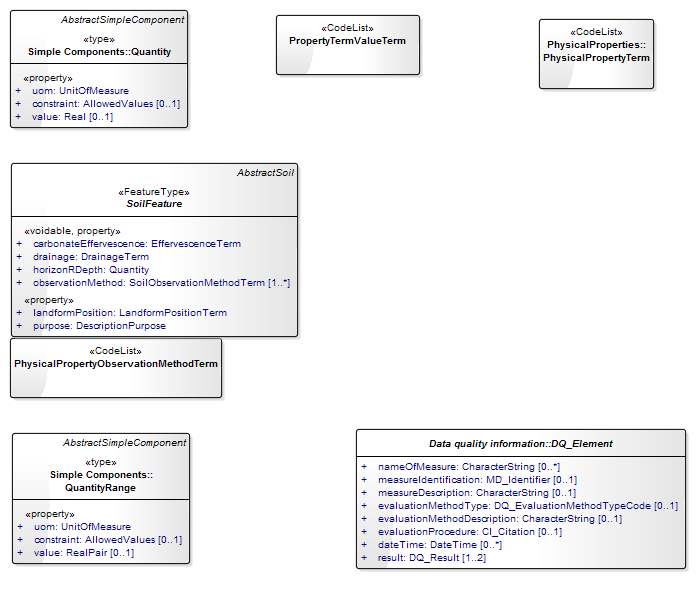 AbstractSimpleComponent
«type»
Simple Components::Quantity
«property»
+ uom: UnitOfMeasure
+ constraint: AllowedValues [0..1]
+ value: Real [0..1]
«CodeList»
PropertyTermValueTerm
«CodeList»
PhysicalProperties::
PhysicalPropertyTerm
AbstractSoil
«FeatureType»
SoilFeature
«voidable, property»
+ carbonateEffervescence: EffervescenceTerm
+ drainage: DrainageTerm
+ horizonRDepth: Quantity
+ observationMethod: SoilObservationMethodTerm [1..*]
«property»
+ landformPosition: LandformPositionTerm
+ purpose: DescriptionPurpose
«CodeList»
PhysicalPropertyObservationMethodTerm
AbstractSimpleComponent
«type»
Simple Components::
QuantityRange
«property»
+ uom: UnitOfMeasure
+ constraint: AllowedValues [0..1]
+ value: RealPair [0..1]
Data quality information::DQ_Element
+ nameOfMeasure: CharacterString [0..*]
+ measureIdentification: MD_Identifier [0..1]
+ measureDescription: CharacterString [0..1]
+ evaluationMethodType: DQ_EvaluationMethodTypeCode [0..1]
+ evaluationMethodDescription: CharacterString [0..1]
+ evaluationProcedure: CI_Citation [0..1]
+ dateTime: DateTime [0..*]
+ result: DQ_Result [1..2]